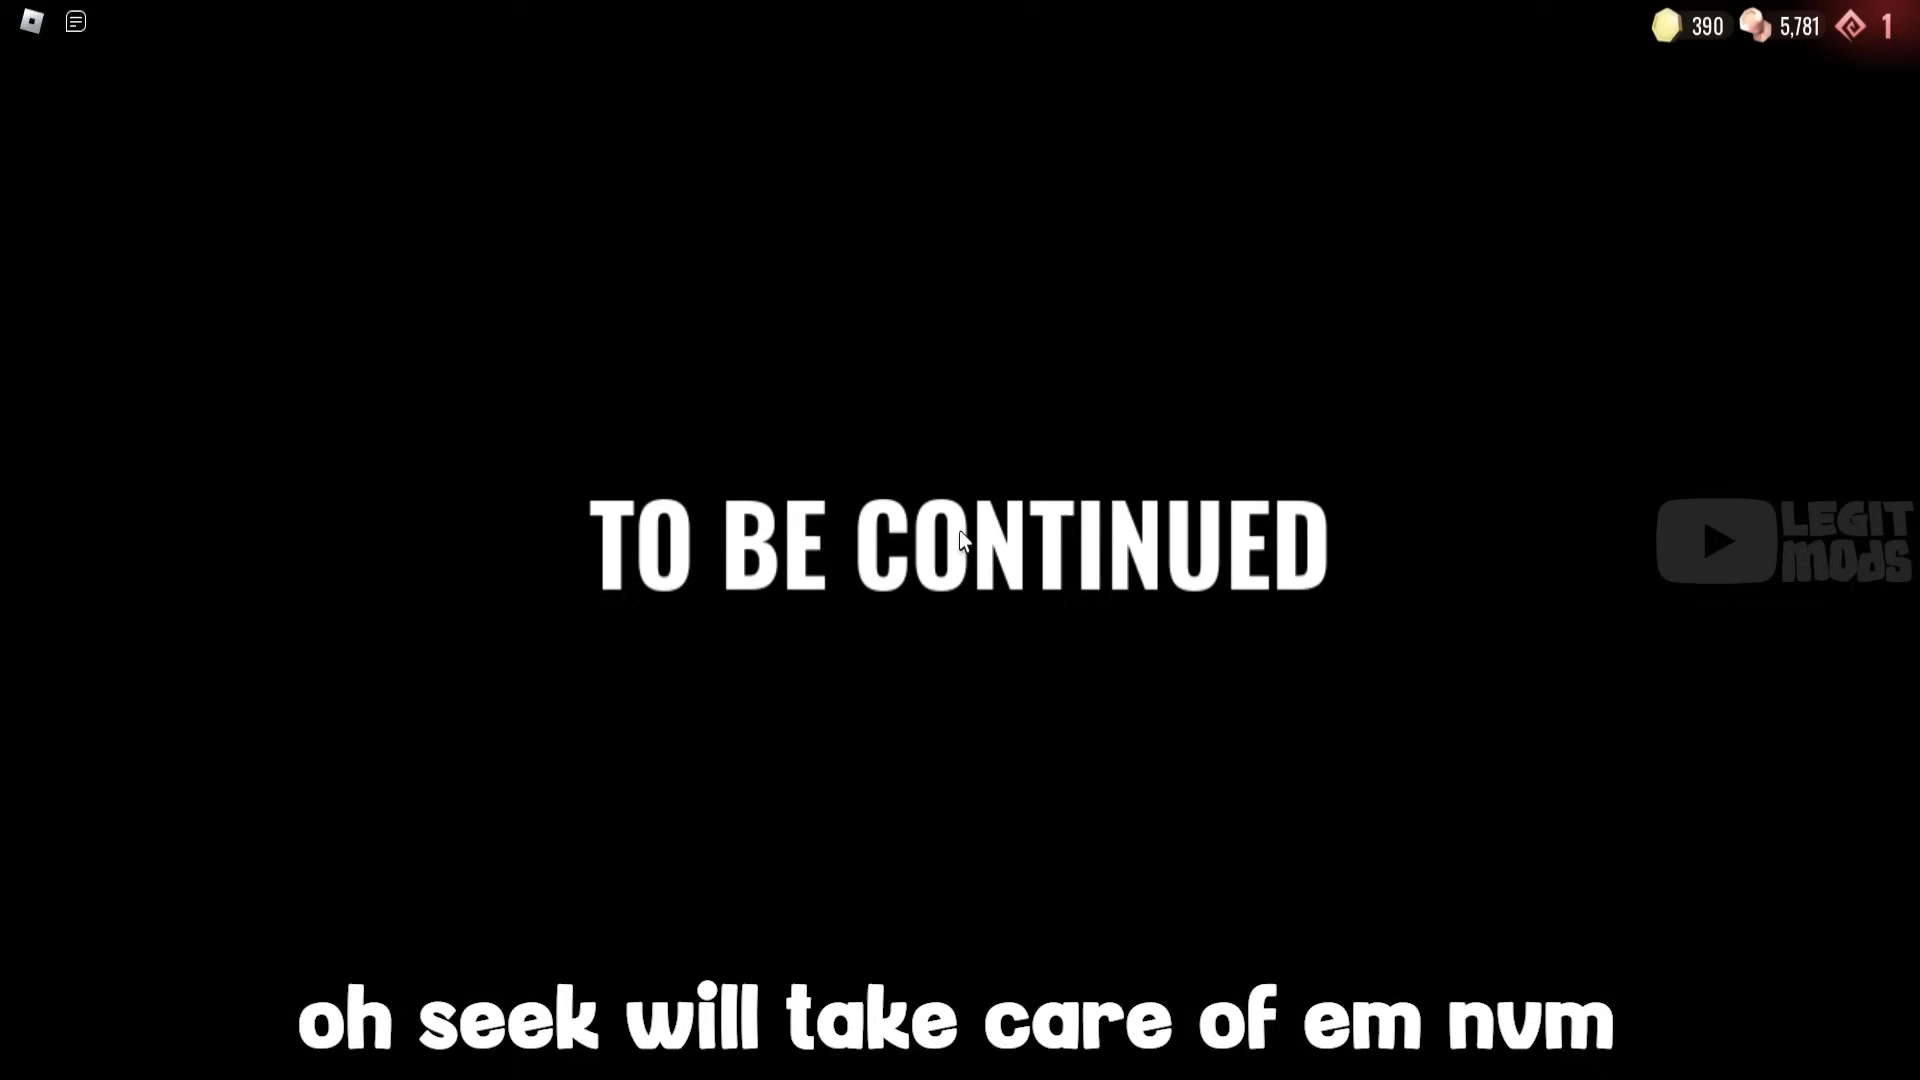 390 5,781 1
TO BE CONTINUED
LEGIT
MODS
oh seek will take care of em nvm